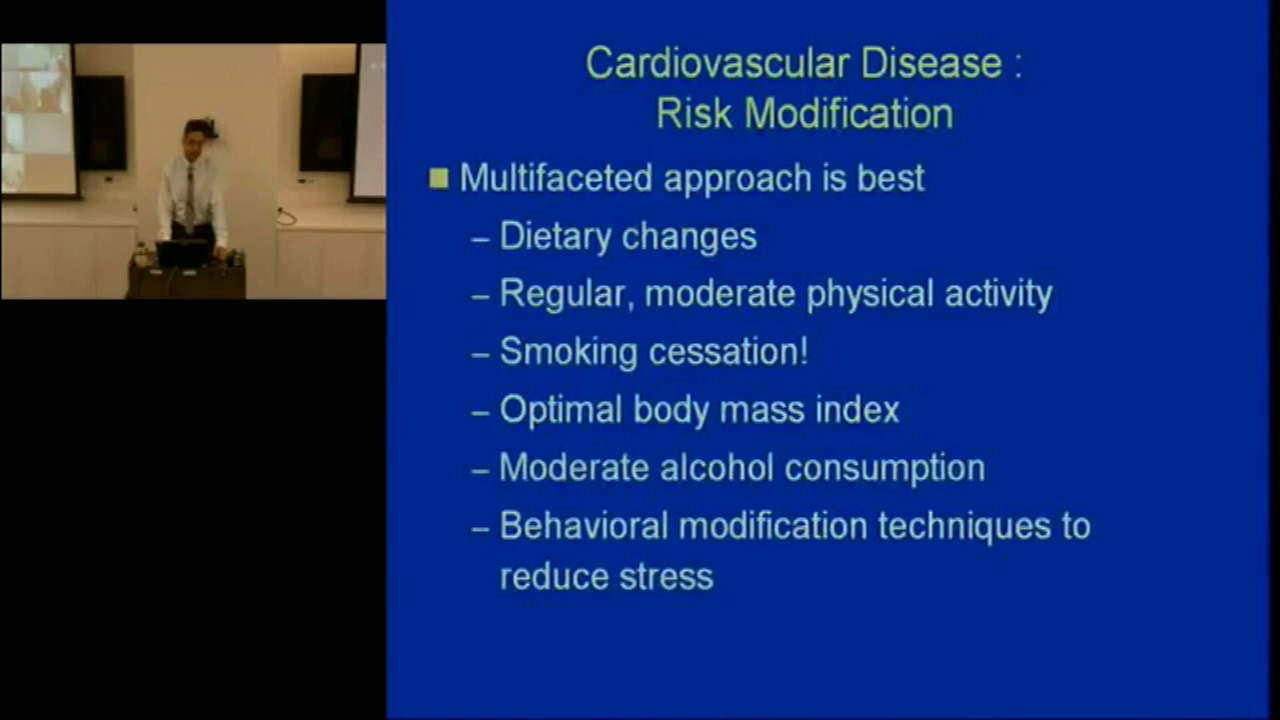 Cardiovascular Disease :
Risk Modification
Multifaceted approach is best
– Dietary changes
– Regular, moderate physical activity
– Smoking cessation!
– Optimal body mass index
– Moderate alcohol consumption
– Behavioral modification techniques to
reduce stress